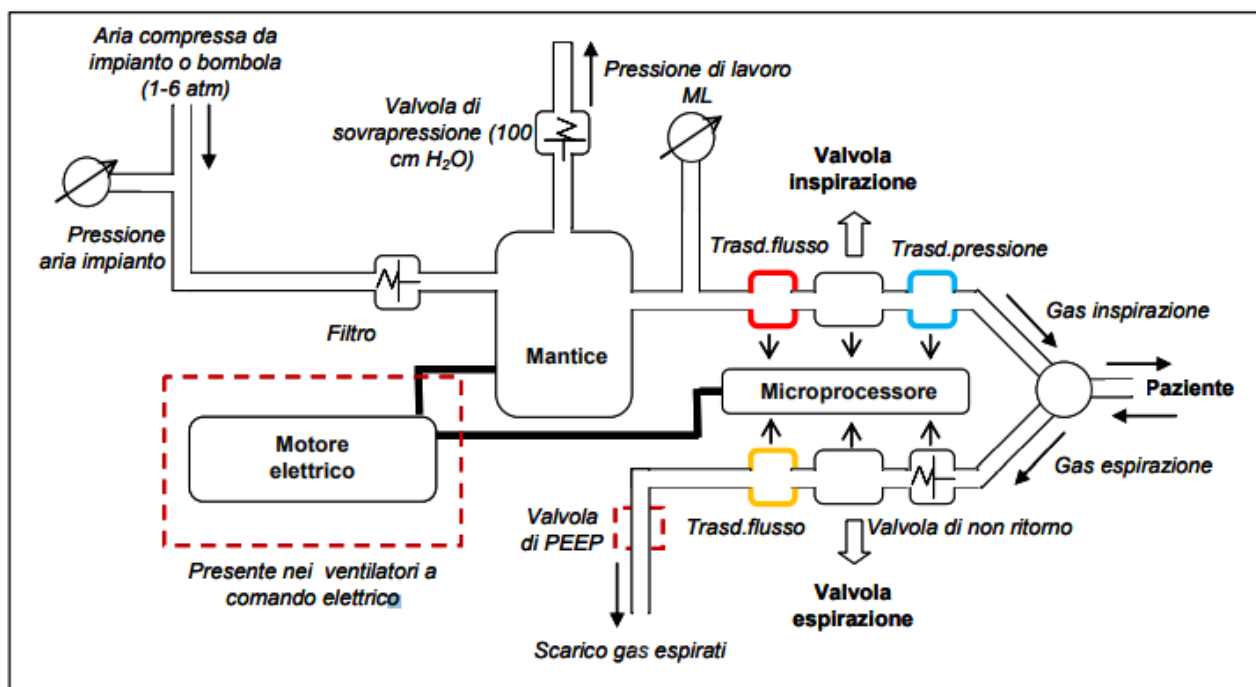 Aria compressa da
impianto o bombola
(1-6 atm)
Pressione di lavoro
ML
Valvola di
sovrapressione (100
cm H₂O)
Valvola
inspirazione
Pressione
aria impianto
Trasd.flusso
Trasd.pressione
Filtro
Gas inspirazione
Mantice
Microprocessore
Paziente
Motore
elettrico
Gas espirazione
Valvola
di PEEP
Trasd.flusso
Valvola di non ritorno
Presente nei ventilatori a
comando elettrico
Valvola
espirazione
Scarico gas espirati